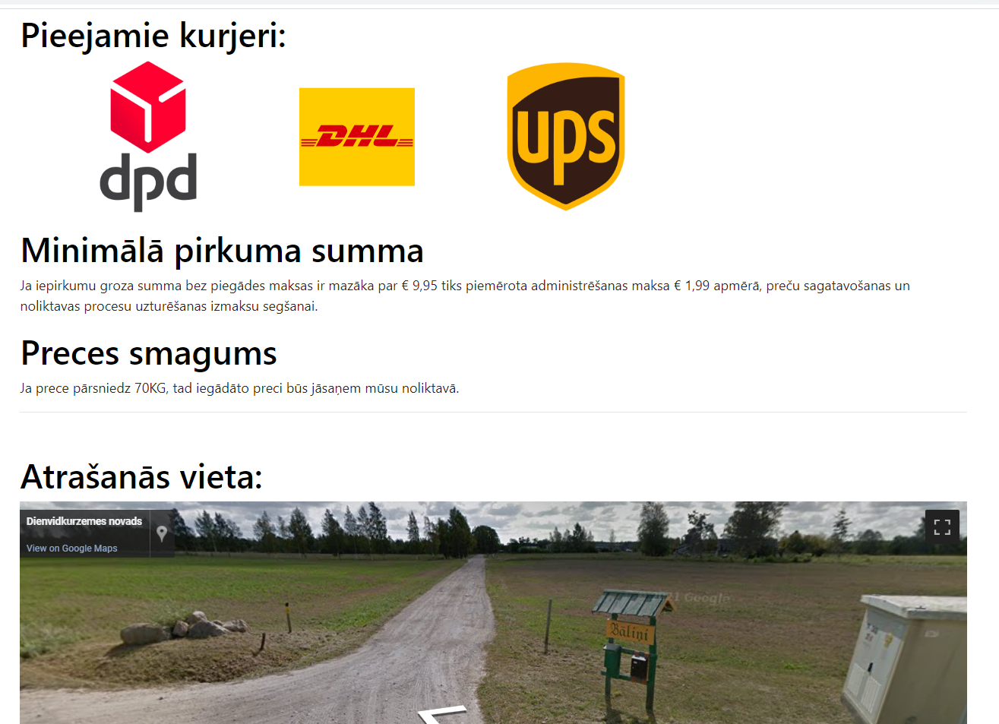 Pieejamie kurjeri:
dpd
DHL
ups
Minimālā pirkuma summa
Ja iepirkumu groza summa bez piegādes maksas ir mazāka par € 9,95 tiks piemērota administrēšanas maksa € 1,99 apmērā, preču sagatavošanas un
noliktavas procesu uzturēšanas izmaksu segšanai.
Preces smagums
Ja prece pārsniedz 70KG, tad iegādāto preci būs jāsaņem mūsu noliktavā.
Atrašanās vieta:
Dienvidkurzemes novads
View on Google Maps
Google
Bāliņi